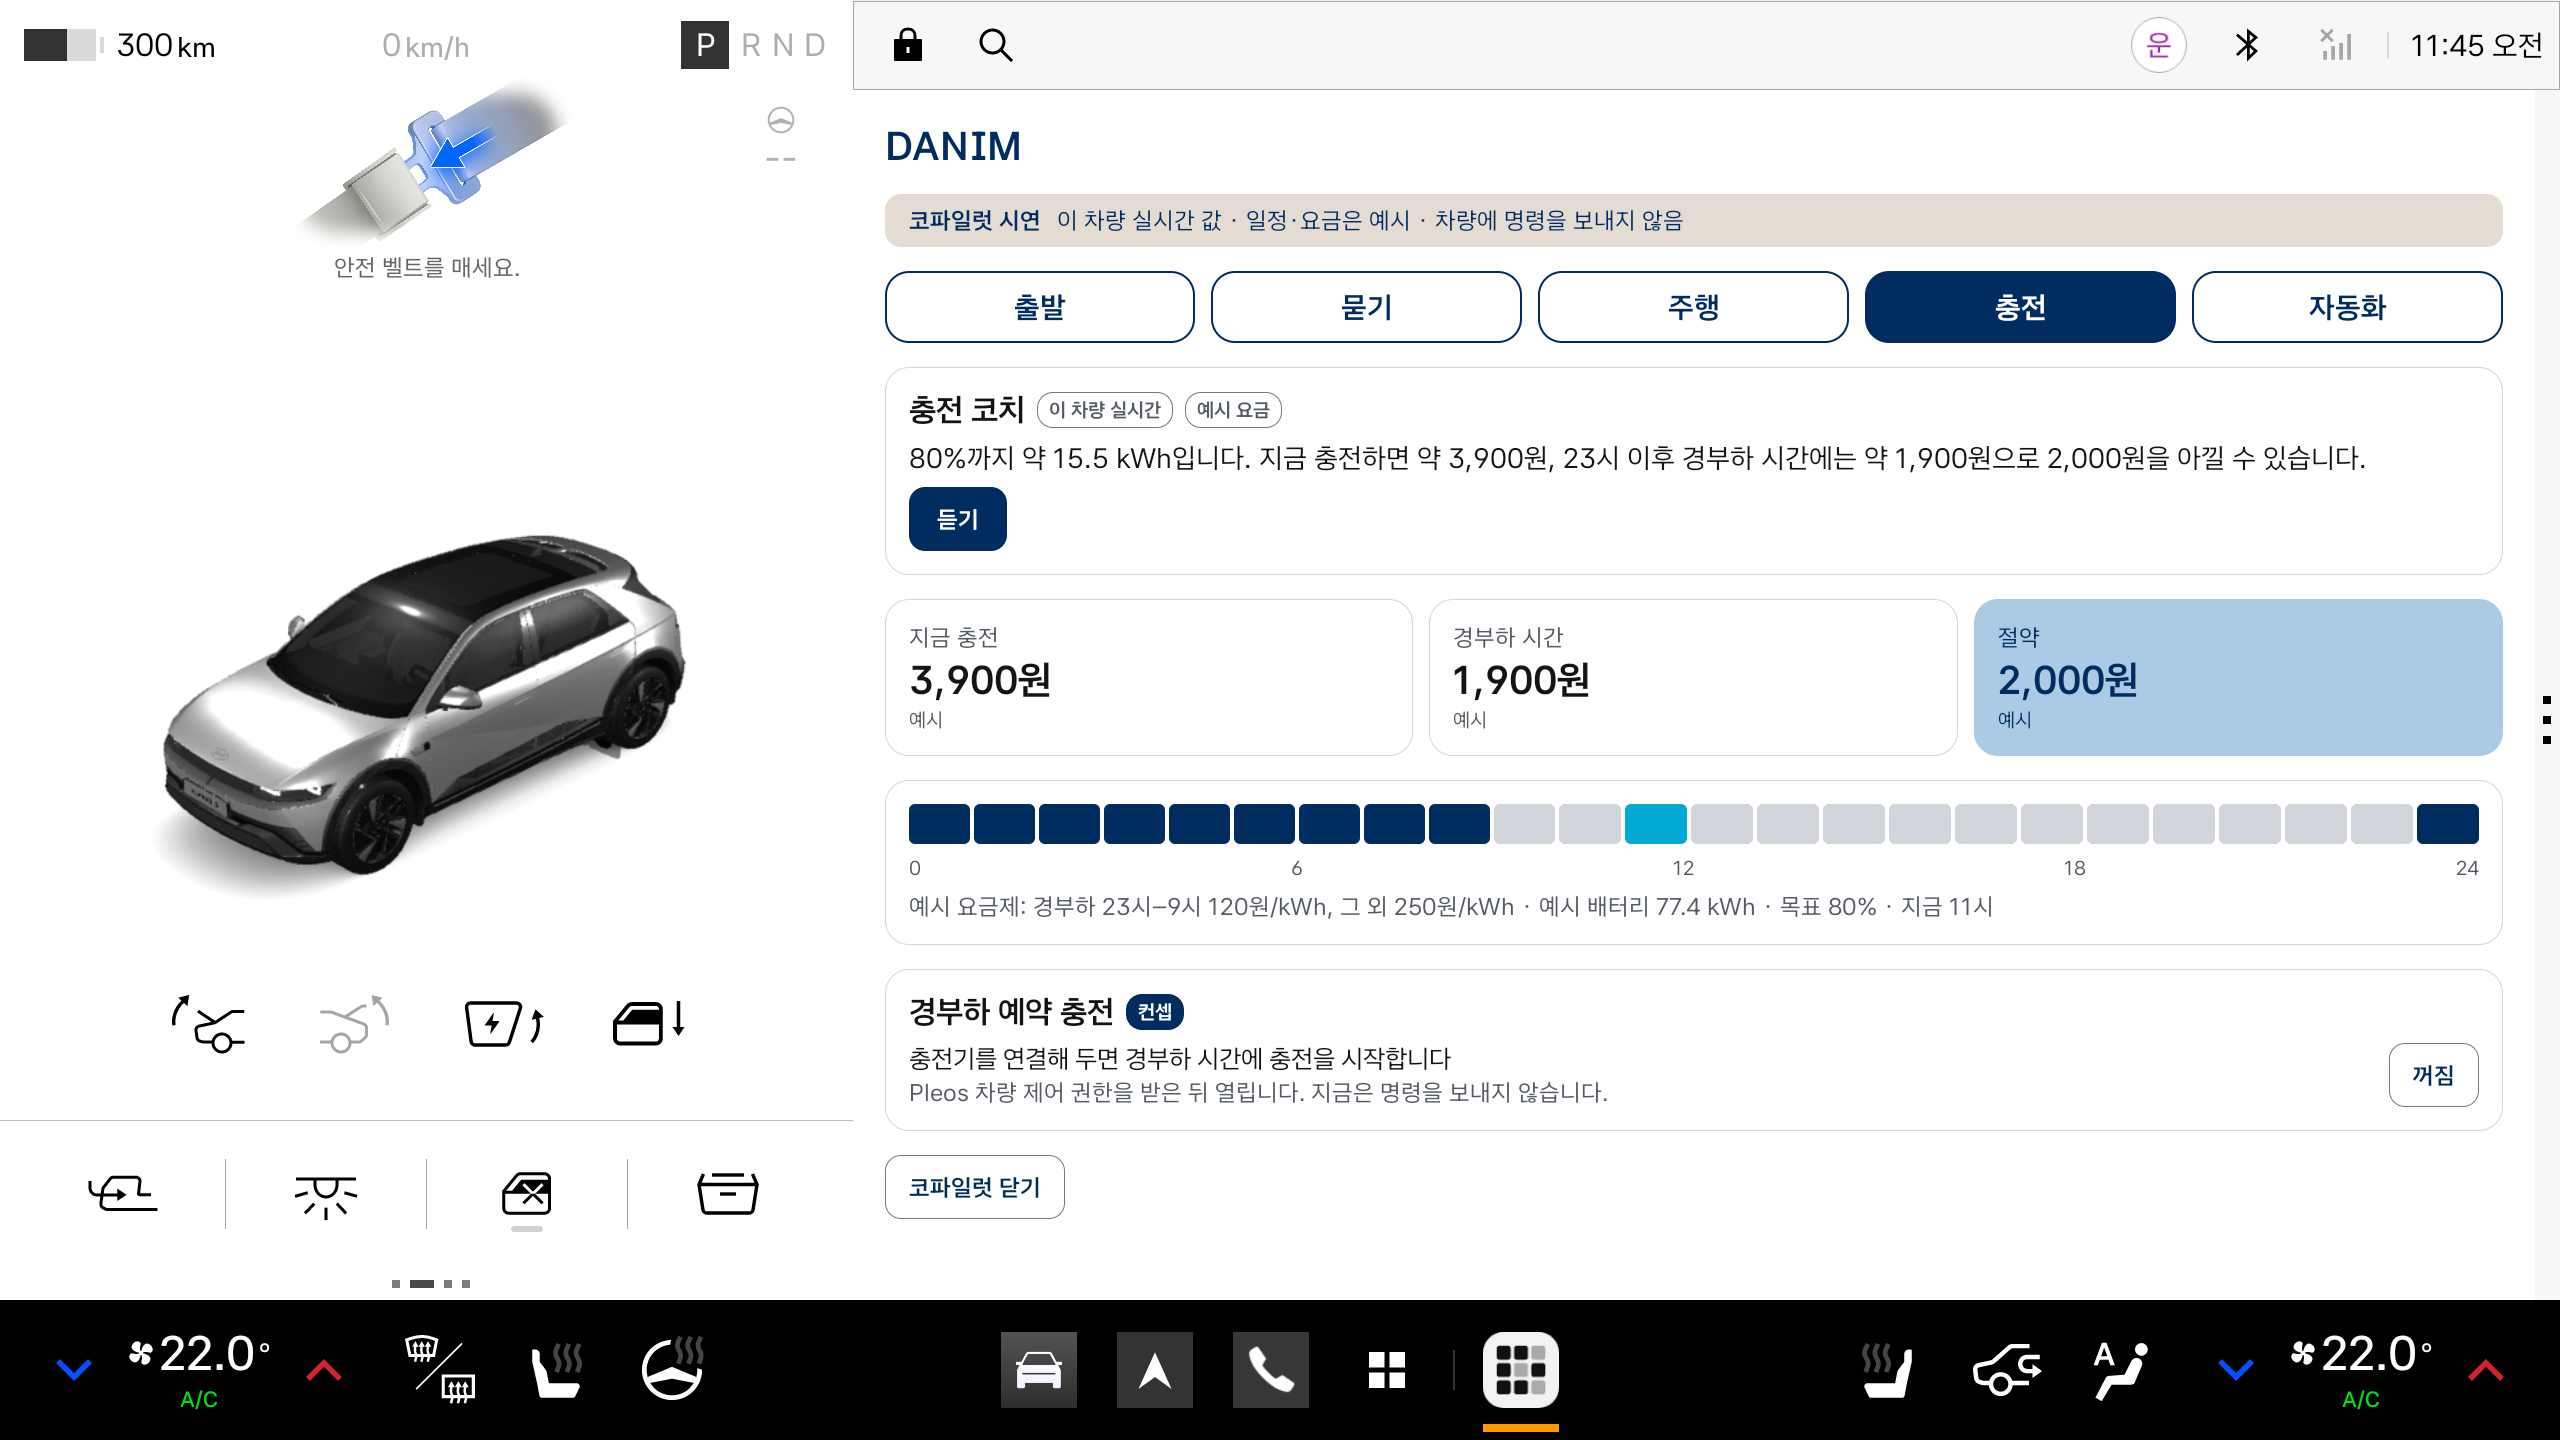 300 km
0 km/h
P R N D
운
11:45 오전
안전 벨트를 매세요.
DANIM
코파일럿 시연 이 차량 실시간 값 · 일정·요금은 예시 · 차량에 명령을 보내지 않음
출발
묻기
주행
충전
자동화
충전 코치 이 차량 실시간 예시 요금
80%까지 약 15.5 kWh입니다. 지금 충전하면 약 3,900원, 23시 이후 경부하 시간에는 약 1,900원으로 2,000원을 아낄 수 있습니다.
듣기
지금 충전
3,900원
예시
경부하 시간
1,900원
예시
절약
2,000원
예시
0 6 12 18 24
예시 요금제: 경부하 23시–9시 120원/kWh, 그 외 250원/kWh · 예시 배터리 77.4 kWh · 목표 80% · 지금 11시
경부하 예약 충전 컨셉
충전기를 연결해 두면 경부하 시간에 충전을 시작합니다
Pleos 차량 제어 권한을 받은 뒤 열립니다. 지금은 명령을 보내지 않습니다.
꺼짐
코파일럿 닫기
22.0°
A/C
A
22.0°
A/C